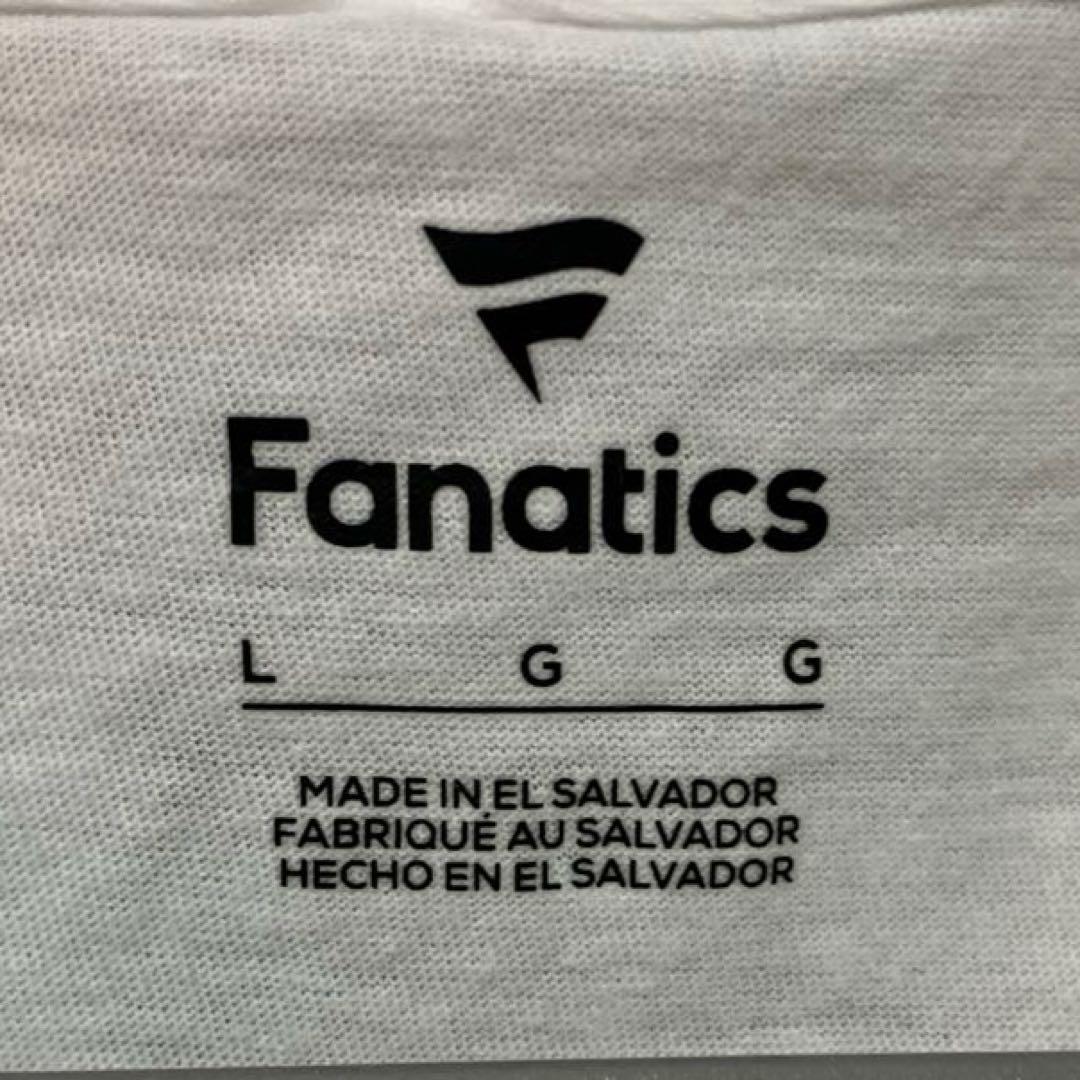 Fanatics
L G G
MADE IN EL SALVADOR
FABRIQUÉ AU SALVADOR
HECHO EN EL SALVADOR